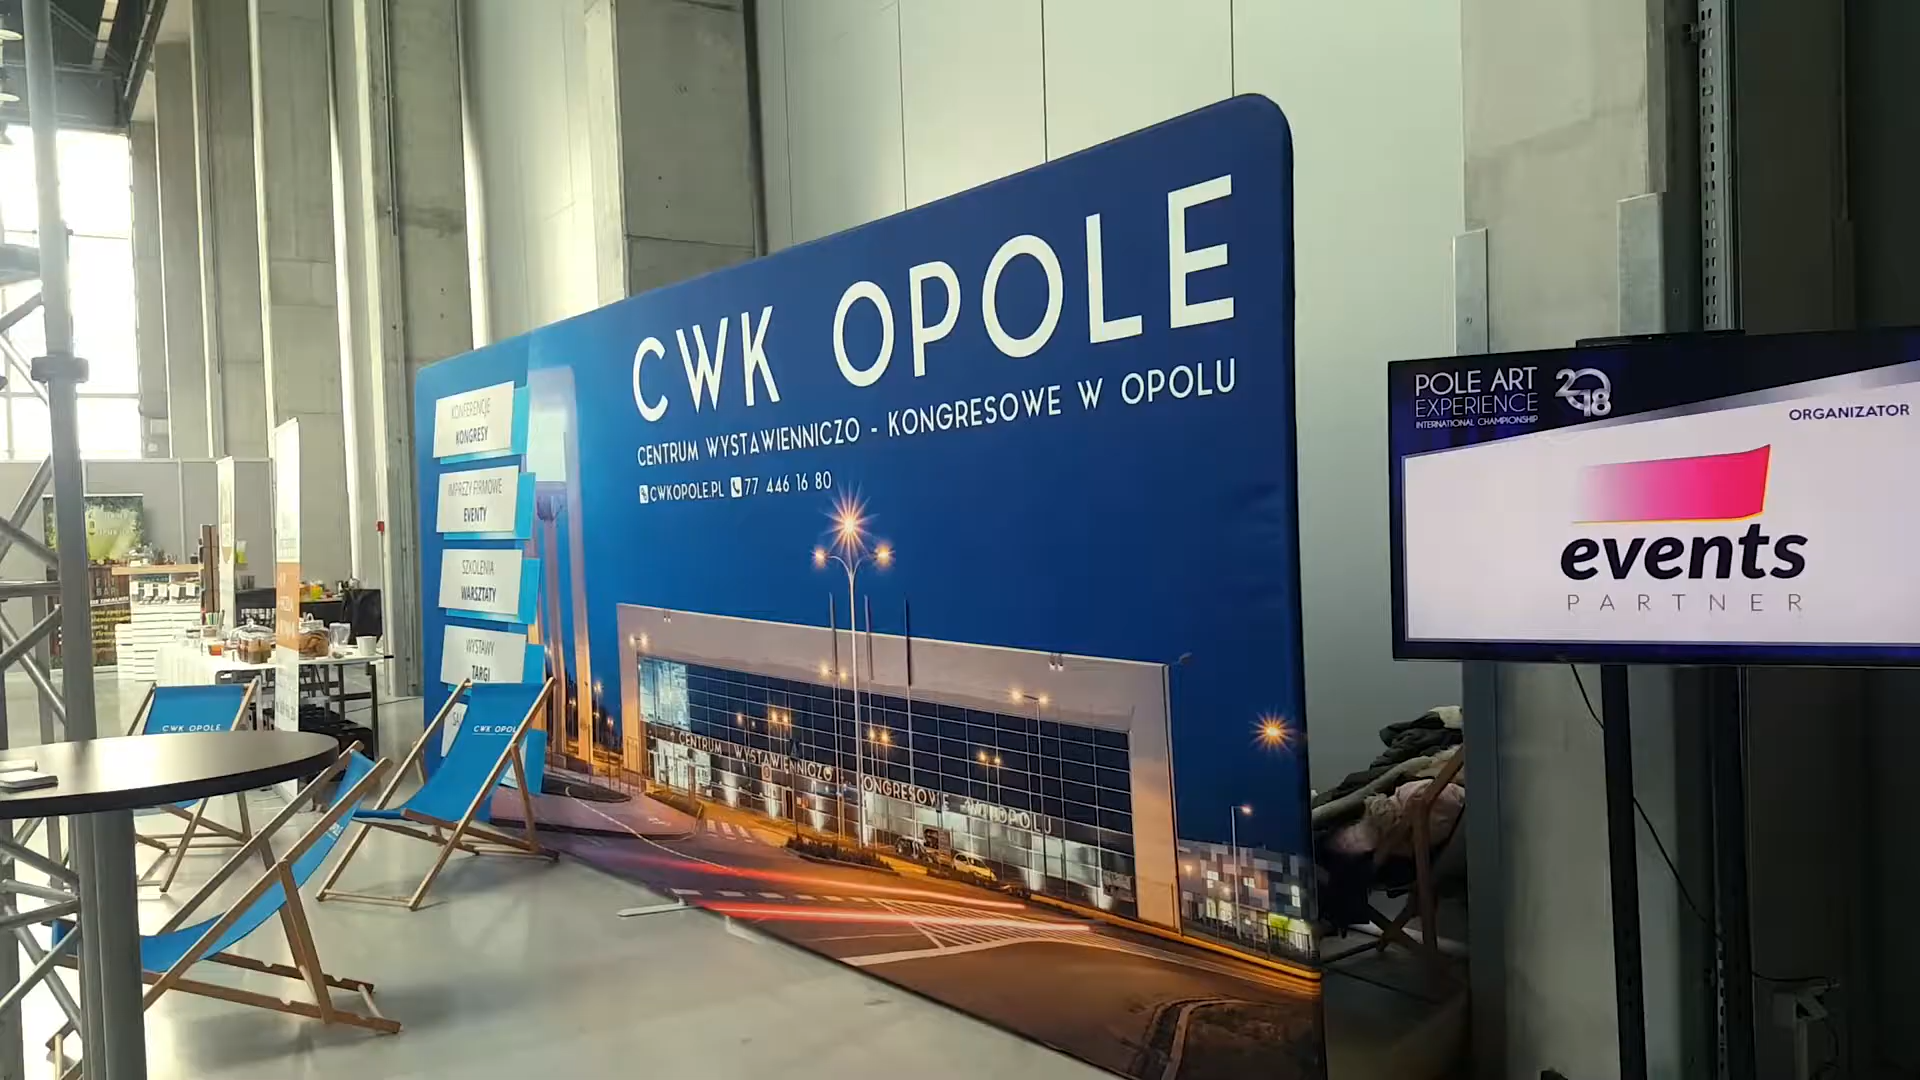 CWK OPOLE
CENTRUM WYSTAWIENNICZO - KONGRESOWE W OPOLU
CWKOPOLE.PL 77 446 16 80
KONFERENCJE
KONGRESY
IMPREZY FIRMOWE
EVENTY
SZKOLENIA
WARSZTATY
WYSTAWY
TARGI
CWK OPOLE
CWK OPOLE
CENTRUM WYSTAWIENNICZO - KONGRESOWE W OPOLU
POLE ART
EXPERIENCE
INTERNATIONAL CHAMPIONSHIP
2018
ORGANIZATOR
events
PARTNER